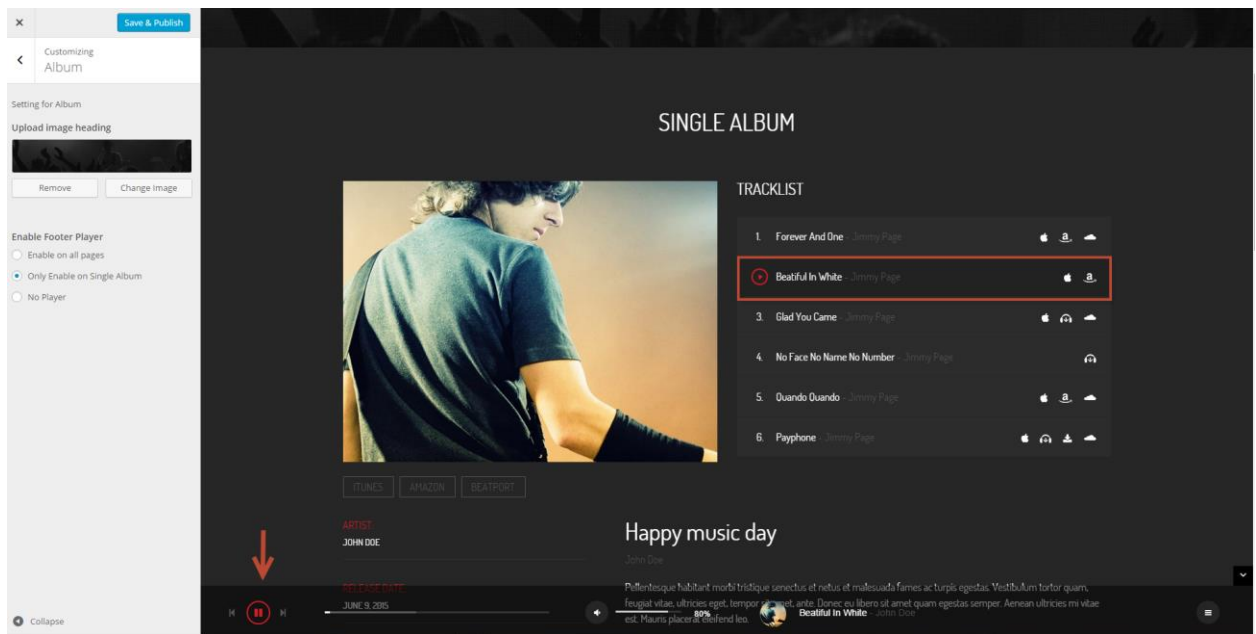 Save & Publish
Customizing
Album
Setting for Album
Upload image heading
Remove
Change Image
Enable Footer Player
Enable on all pages
Only Enable on Single Album
No Player
Collapse
SINGLE ALBUM
TRACKLIST
1. Forever And One - Jimmy Page
Beatiful In White - Jimmy Page
3. Glad You Came - Jimmy Page
4. No Face No Name No Number - Jimmy Page
5. Quando Quando - Jimmy Page
6. Payphone - Jimmy Page
ITUNES AMAZON BEATPORT
ARTIST:
JOHN DOE
RELEASE DATE:
JUNE 9, 2015
Happy music day
John Doe
Pellentesque habitant morbi tristique senectus et netus et malesuada fames ac turpis egestas. Vestibulum tortor quam,
feugiat vitae, ultricies eget, tempor sit amet, ante. Donec eu libero sit amet quam egestas semper. Aenean ultricies mi vitae
est. Mauris placerat eleifend leo.
80%
Beatiful In White - John Doe